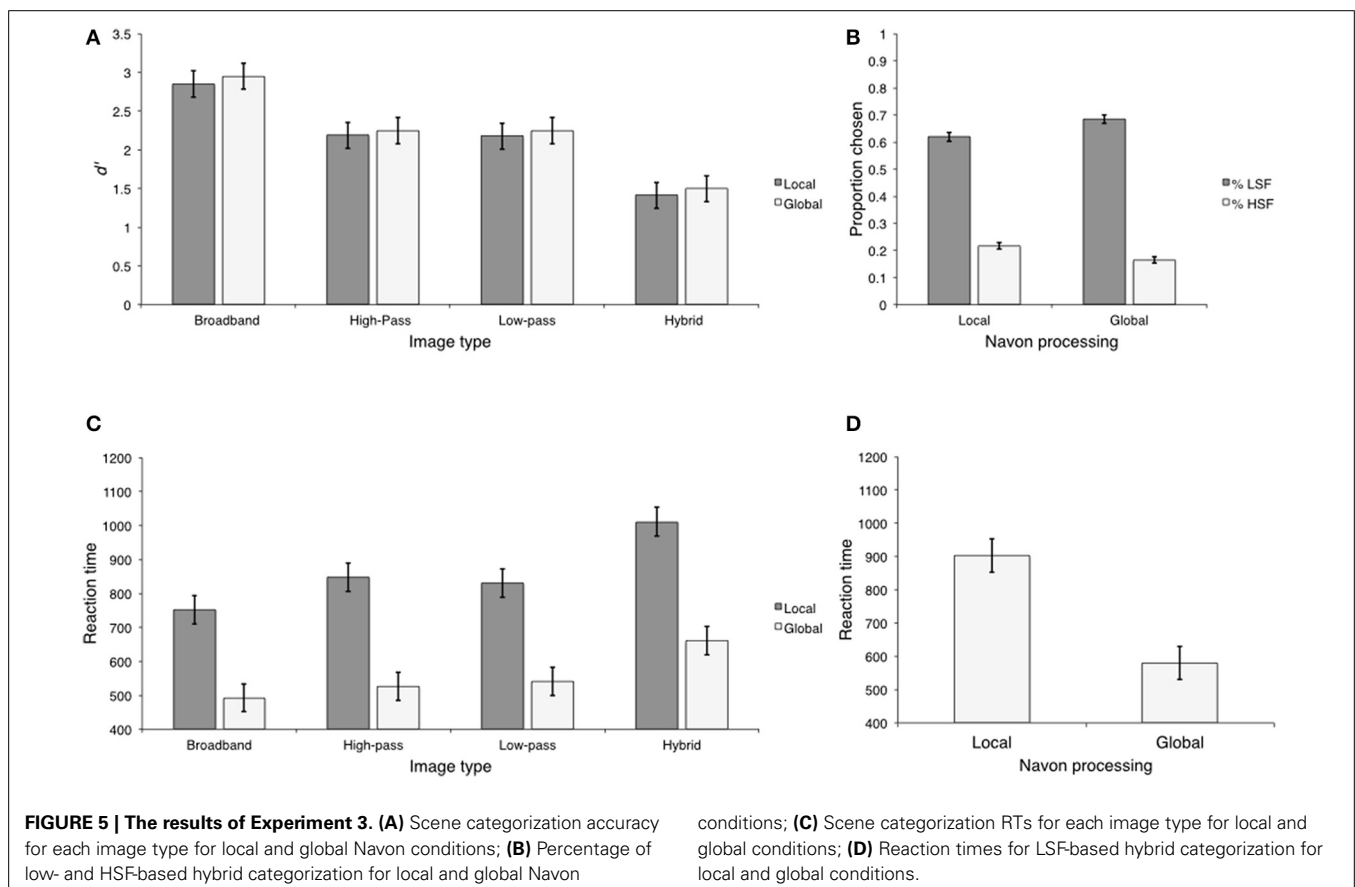 A
3.5
3
2.5
2
1.5
1
0.5
0
d'
Broadband High-Pass Low-pass Hybrid
Image type
Local
Global
B
1
0.9
0.8
0.7
0.6
0.5
0.4
0.3
0.2
0.1
0
Proportion chosen
Local Global
Navon processing
% LSF
% HSF
C
1200
1100
1000
900
800
700
600
500
400
Reaction time
Broadband High-pass Low-pass Hybrid
Image type
Local
Global
D
1200
1100
1000
900
800
700
600
500
400
Reaction time
Local Global
Navon processing
FIGURE 5 | The results of Experiment 3. (A) Scene categorization accuracy
for each image type for local and global Navon conditions; (B) Percentage of
low- and HSF-based hybrid categorization for local and global Navon
conditions; (C) Scene categorization RTs for each image type for local and
global conditions; (D) Reaction times for LSF-based hybrid categorization for
local and global conditions.